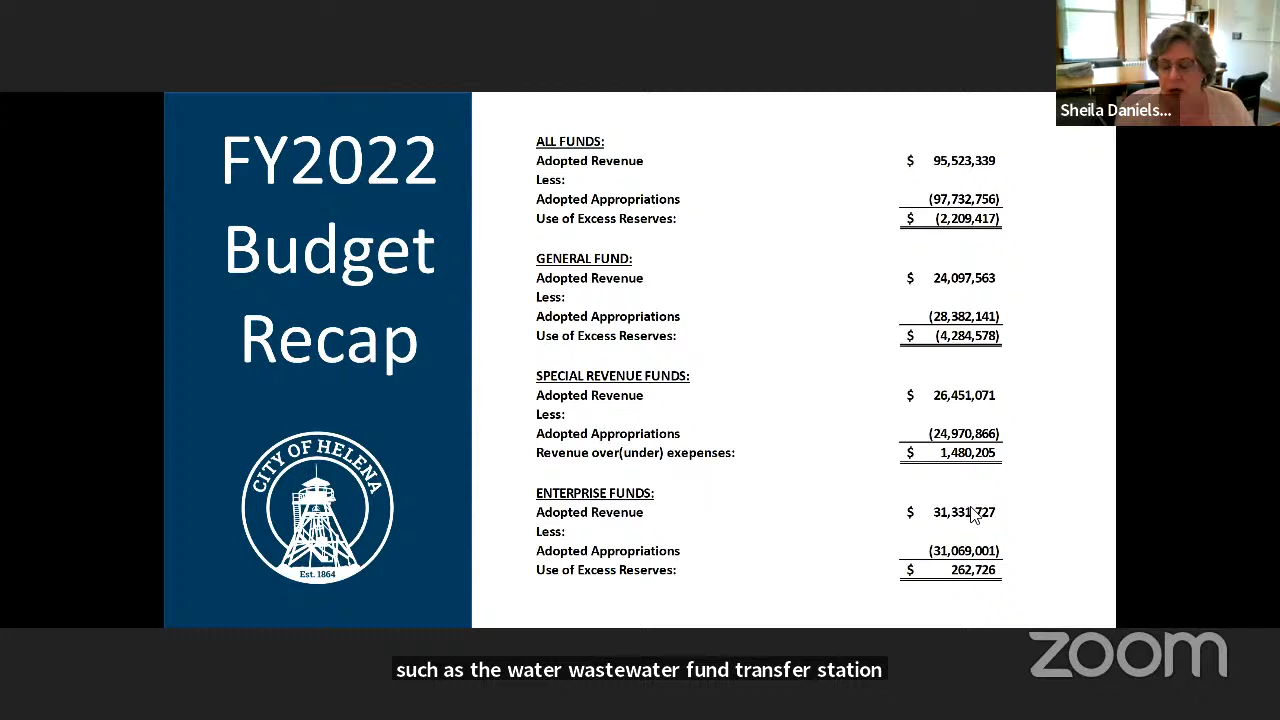 Sheila Daniels...
FY2022
Budget
Recap
CITY OF HELENA
Est. 1864
ALL FUNDS:
Adopted Revenue $ 95,523,339
Less:
Adopted Appropriations (97,732,756)
Use of Excess Reserves: $ (2,209,417)
GENERAL FUND:
Adopted Revenue $ 24,097,563
Less:
Adopted Appropriations (28,382,141)
Use of Excess Reserves: $ (4,284,578)
SPECIAL REVENUE FUNDS:
Adopted Revenue $ 26,451,071
Less:
Adopted Appropriations (24,970,866)
Revenue over(under) exepenses: $ 1,480,205
ENTERPRISE FUNDS:
Adopted Revenue $ 31,331,727
Less:
Adopted Appropriations (31,069,001)
Use of Excess Reserves: $ 262,726
such as the water wastewater fund transfer station
zoom